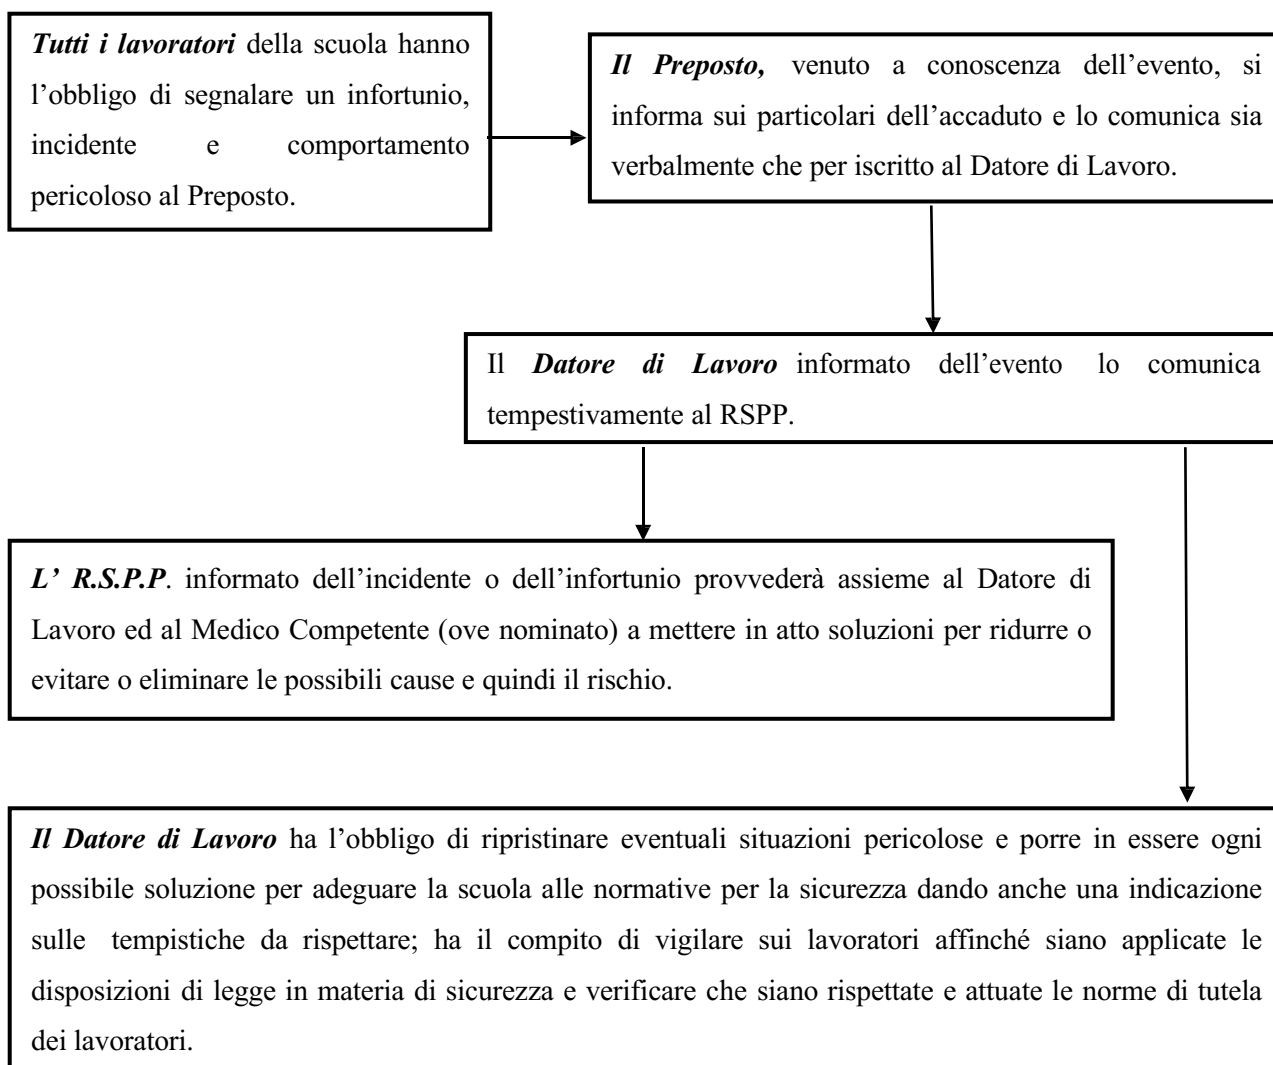 Tutti i lavoratori della scuola hanno
l’obbligo di segnalare un infortunio,
incidente e comportamento
pericoloso al Preposto.
Il Preposto, venuto a conoscenza dell’evento, si
informa sui particolari dell’accaduto e lo comunica sia
verbalmente che per iscritto al Datore di Lavoro.
Il Datore di Lavoro informato dell’evento lo comunica
tempestivamente al RSPP.
L’ R.S.P.P. informato dell’incidente o dell’infortunio provvederà assieme al Datore di
Lavoro ed al Medico Competente (ove nominato) a mettere in atto soluzioni per ridurre o
evitare o eliminare le possibili cause e quindi il rischio.
Il Datore di Lavoro ha l’obbligo di ripristinare eventuali situazioni pericolose e porre in essere ogni
possibile soluzione per adeguare la scuola alle normative per la sicurezza dando anche una indicazione
sulle tempistiche da rispettare; ha il compito di vigilare sui lavoratori affinché siano applicate le
disposizioni di legge in materia di sicurezza e verificare che siano rispettate e attuate le norme di tutela
dei lavoratori.